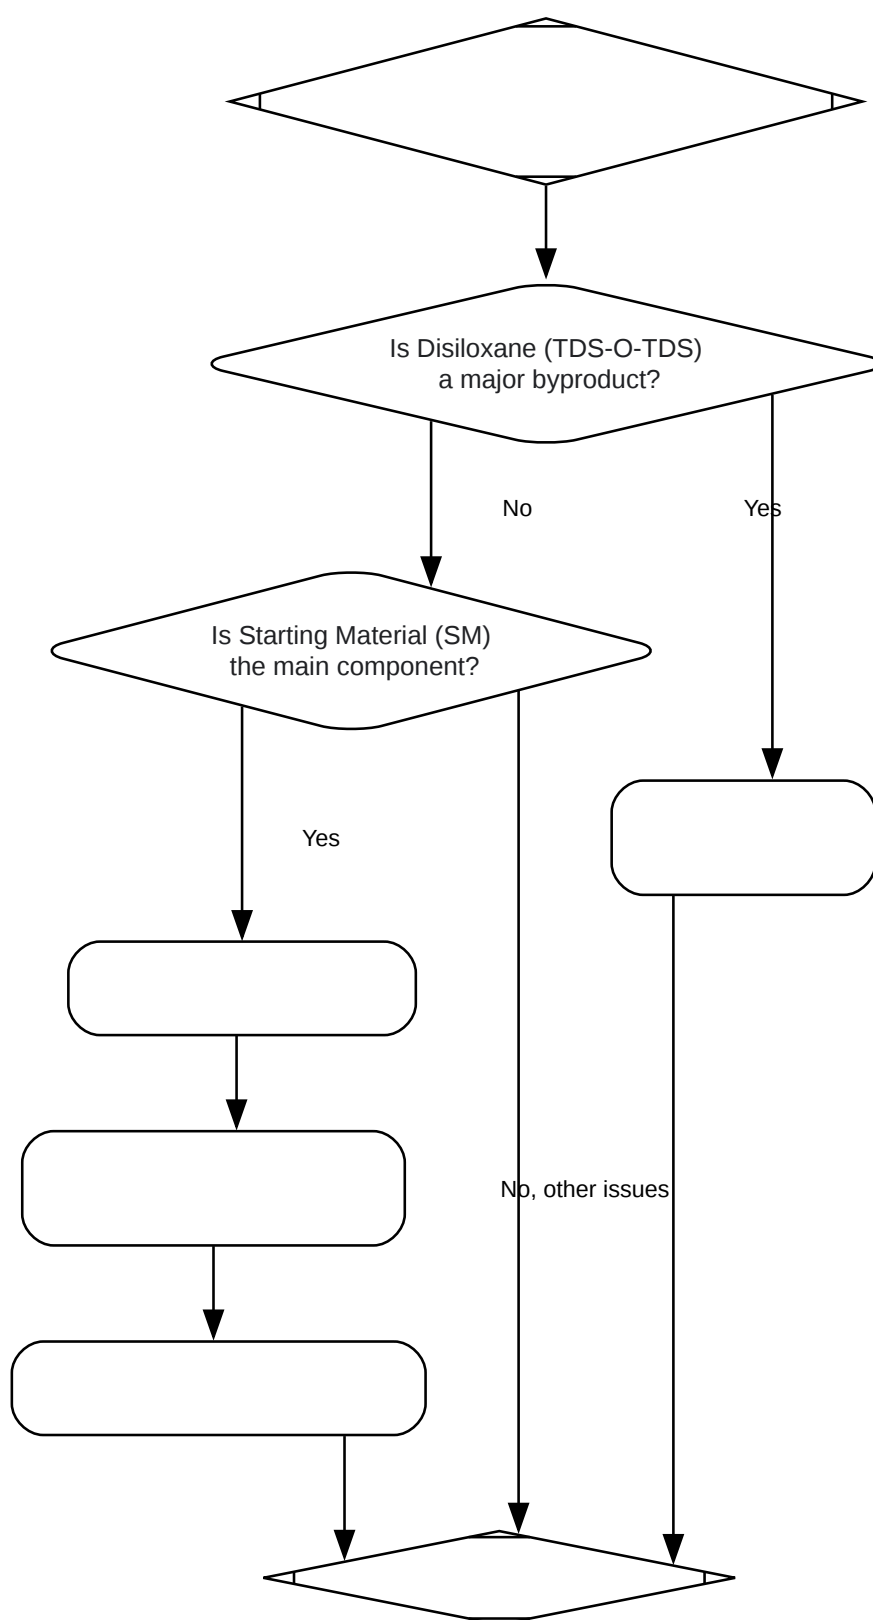 Is Disiloxane (TDS-O-TDS)
a major byproduct?
No
Yes
Is Starting Material (SM)
the main component?
Yes
No, other issues